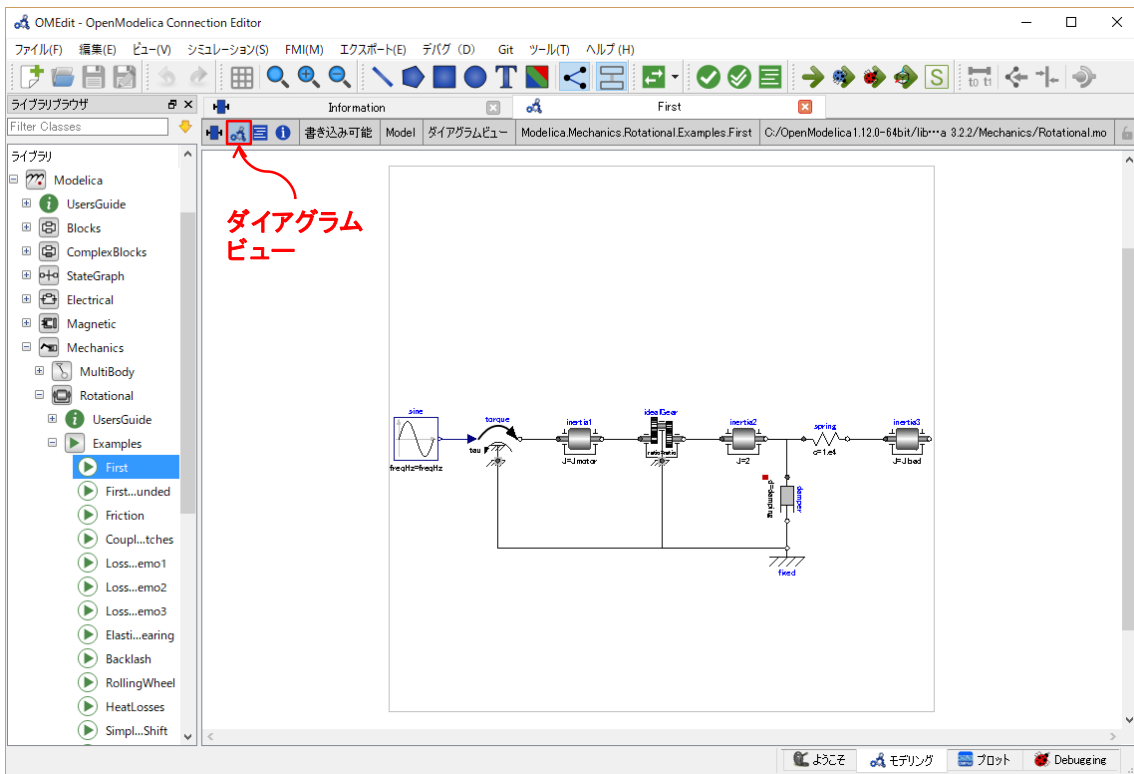 OMEdit - OpenModelica Connection Editor
ファイル(F) 編集(E) ビュー(V) シミュレーション(S) FMI(M) エクスポート(E) デバグ (D) Git ツール(T) ヘルプ (H)
ライブラリブラウザ
Information
First
Filter Classes
書き込み可能
Model
ダイアグラムビュー
Modelica.Mechanics.Rotational.Examples.First
C:/OpenModelica1.12.0-64bit/lib…a 3.2.2/Mechanics/Rotational.mo
ライブラリ
Modelica
UsersGuide
Blocks
ComplexBlocks
StateGraph
Electrical
Magnetic
Mechanics
MultiBody
Rotational
UsersGuide
Examples
First
First...unded
Friction
Coupl...tches
Loss...emo1
Loss...emo2
Loss...emo3
Elasti...earing
Backlash
RollingWheel
HeatLosses
Simpl...Shift
ダイアグラム
ビュー
sine
freqHz=freqHz
torque
tau
inertia1
J=Jmotor
idealGear
ratio=ratio
inertia2
J=2
spring
c=1.e4
inertia3
J=Jload
d=damping
damper
fixed
ようこそ
モデリング
プロット
Debugging